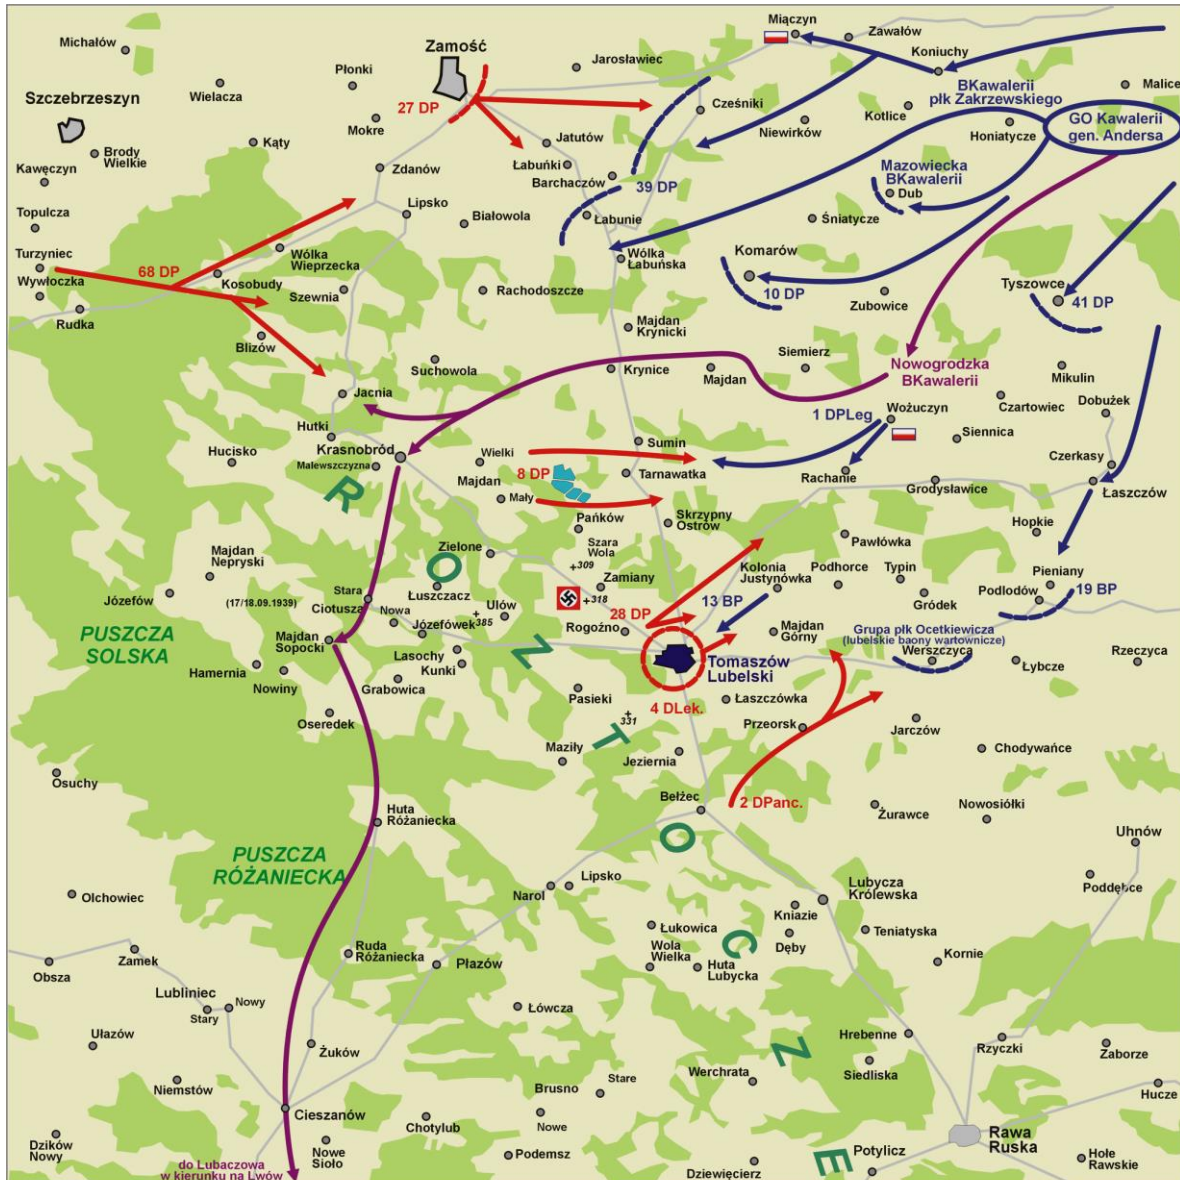 Michałów
Zamość
Miączyn
Zawałów
Koniuchy
Jarosławiec
Płonki
Wielacza
Szczebrzeszyn
27 DP
Mokre
Cześniki
BKawalerii
płk Zakrzewskiego
Malice
Kotlice
Niewirków
Honiatycze
GO Kawalerii
gen. Andersa
Brody
Wielkie
Kąty
Jatutów
Łabuńki
Barchaczów
Kawęczyn
Zdanów
39 DP
Mazowiecka
BKawalerii
Dub
Topulcza
Lipsko
Białowola
Łabunie
Śniatycze
Turzyniec
68 DP
Wólka
Wieprzecka
Wólka
Łabuńska
Komarów
Wywłoczka
Kosobudy
Szewnia
Rachodoszcze
10 DP
Zubowice
Tyszowce
41 DP
Rudka
Majdan
Krynicki
Blizów
Suchowola
Krynice
Majdan
Siemierz
Nowogrodzka
BKawalerii
Mikulin
Jacnia
1 DPLeg
Wożuczyn
Czartowiec
Dobużek
Hutki
Krasnobród
Sumin
Siennica
Hucisko
Malewszczyzna
Wielki
8 DP
Majdan
Mały
Tarnawatka
Rachanie
Czerkasy
Grodysławice
Łaszczów
R
O
Z
T
O
C
Z
E
Pańków
Skrzypny
Ostrów
Hopkie
Pawłówka
Majdan
Nepryski
Zielone
Szara
Wola
+309
Kolonia
Justynówka
Podhorce
Typin
Pieniany
Józefów
(17/18.09.1939)
Stara
Ciotusza
Łuszczacz
Zamiany
+318
28 DP
13 BP
Gródek
Podlodów
19 BP
Nowa
Józefówek
Ulów
+
385
Rogoźno
Majdan
Górny
Grupa płk Ocetkiewicza
(lubelskie baony wartownicze)
Werszczyca
PUSZCZA
SOLSKA
Majdan
Sopocki
Lasochy
Kunki
Tomaszów
Lubelski
Łybcze
Rzeczyca
Hamernia
Nowiny
Grabowica
Pasieki
4 DLek.
Łaszczówka
Oseredek
+
331
Przeorsk
Jarczów
Maziły
Jeziernia
Chodywańce
Osuchy
Bełżec
2 DPanc.
Żurawce
Nowosiółki
Huta
Różaniecka
Uhnów
PUSZCZA
RÓŻANIECKA
Narol
Lipsko
Lubycza
Królewska
Poddębce
Olchowiec
Kniazie
Łukowica
Dęby
Teniatyska
Ruda
Różaniecka
Wola
Wielka
Huta
Lubycka
Kornie
Zamek
Obsza
Płazów
Lubliniec
Nowy
Stary
Łówcza
Ułazów
Żuków
Hrebenne
Rzyczki
Zaborze
Siedliska
Niemstów
Brusno
Stare
Nowe
Werchrata
Hucze
Cieszanów
Chotylub
Rawa
Ruska
Dzików
Nowy
Nowe
Sioło
Podemsz
Potylicz
Hołe
Rawskie
do Lubaczowa
w kierunku na Lwów
Dziewięcierz